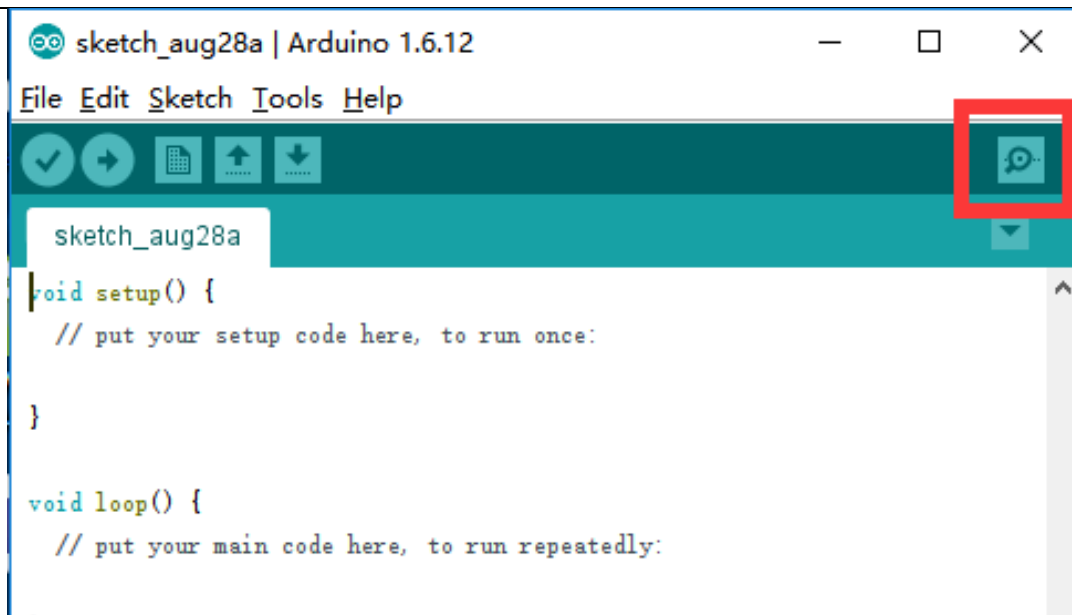 sketch_aug28a | Arduino 1.6.12
File Edit Sketch Tools Help
sketch_aug28a
void setup() {
// put your setup code here, to run once:
}
void loop() {
// put your main code here, to run repeatedly: